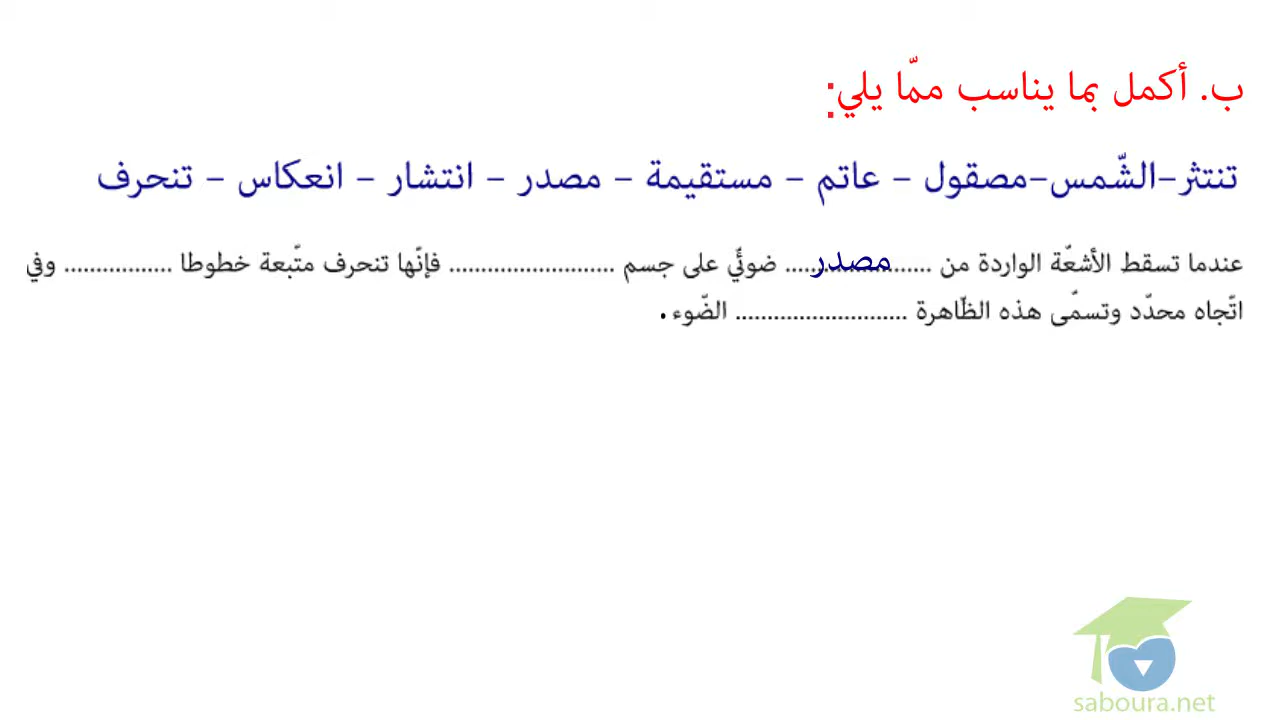 ب. أكمل بما يناسب ممّا يلي:
تنتثر–الشّمس–مصقول – عاتم – مستقيمة – مصدر – انتشار – انعكاس – تنحرف
عندما تسقط الأشعّة الواردة من .......مصدر....... ضوئيّ على جسم .......................... فإنّها تنحرف متّبعة خطوطا ................. وفي
اتّجاه محدّد وتسمّى هذه الظّاهرة ........................... الضّوء.
saboura.net